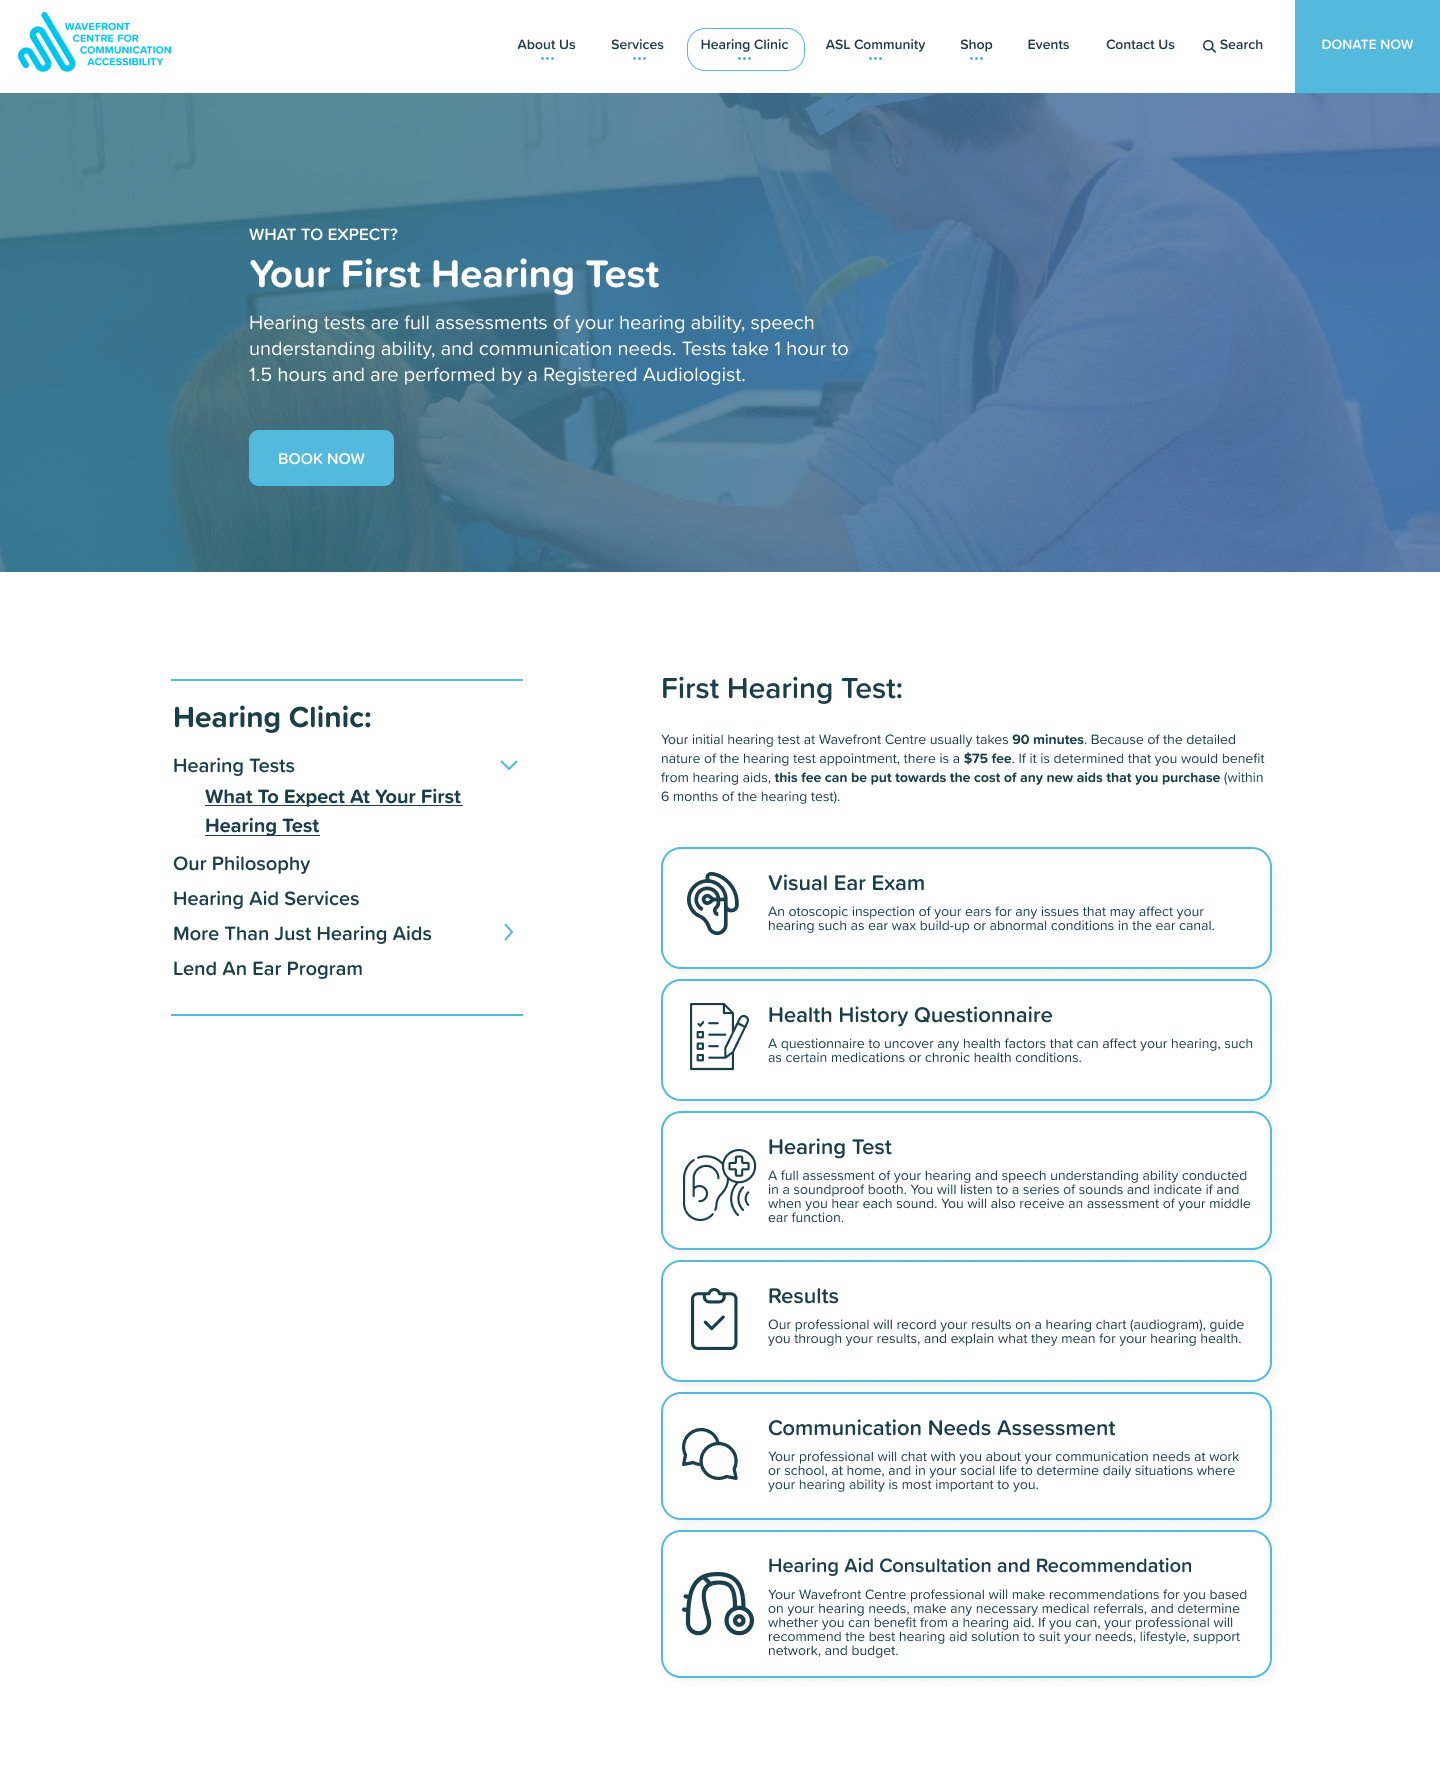 WAVEFRONT
CENTRE FOR
COMMUNICATION
ACCESSIBILITY
About Us
Services
Hearing Clinic
ASL Community
Shop
Events
Contact Us
Search
DONATE NOW
WHAT TO EXPECT?
Your First Hearing Test
Hearing tests are full assessments of your hearing ability, speech
understanding ability, and communication needs. Tests take 1 hour to
1.5 hours and are performed by a Registered Audiologist.
BOOK NOW
Hearing Clinic:
Hearing Tests
What To Expect At Your First
Hearing Test
Our Philosophy
Hearing Aid Services
More Than Just Hearing Aids
Lend An Ear Program
First Hearing Test:
Your initial hearing test at Wavefront Centre usually takes 90 minutes. Because of the detailed
nature of the hearing test appointment, there is a $75 fee. If it is determined that you would benefit
from hearing aids, this fee can be put towards the cost of any new aids that you purchase (within
6 months of the hearing test).
Visual Ear Exam
An otoscopic inspection of your ears for any issues that may affect your
hearing such as ear wax build-up or abnormal conditions in the ear canal.
Health History Questionnaire
A questionnaire to uncover any health factors that can affect your hearing, such
as certain medications or chronic health conditions.
Hearing Test
A full assessment of your hearing and speech understanding ability conducted
in a soundproof booth. You will listen to a series of sounds and indicate if and
when you hear each sound. You will also receive an assessment of your middle
ear function.
Results
Our professional will record your results on a hearing chart (audiogram), guide
you through your results, and explain what they mean for your hearing health.
Communication Needs Assessment
Your professional will chat with you about your communication needs at work
or school, at home, and in your social life to determine daily situations where
your hearing ability is most important to you.
Hearing Aid Consultation and Recommendation
Your Wavefront Centre professional will make recommendations for you based
on your hearing needs, make any necessary medical referrals, and determine
whether you can benefit from a hearing aid. If you can, your professional will
recommend the best hearing aid solution to suit your needs, lifestyle, support
network, and budget.